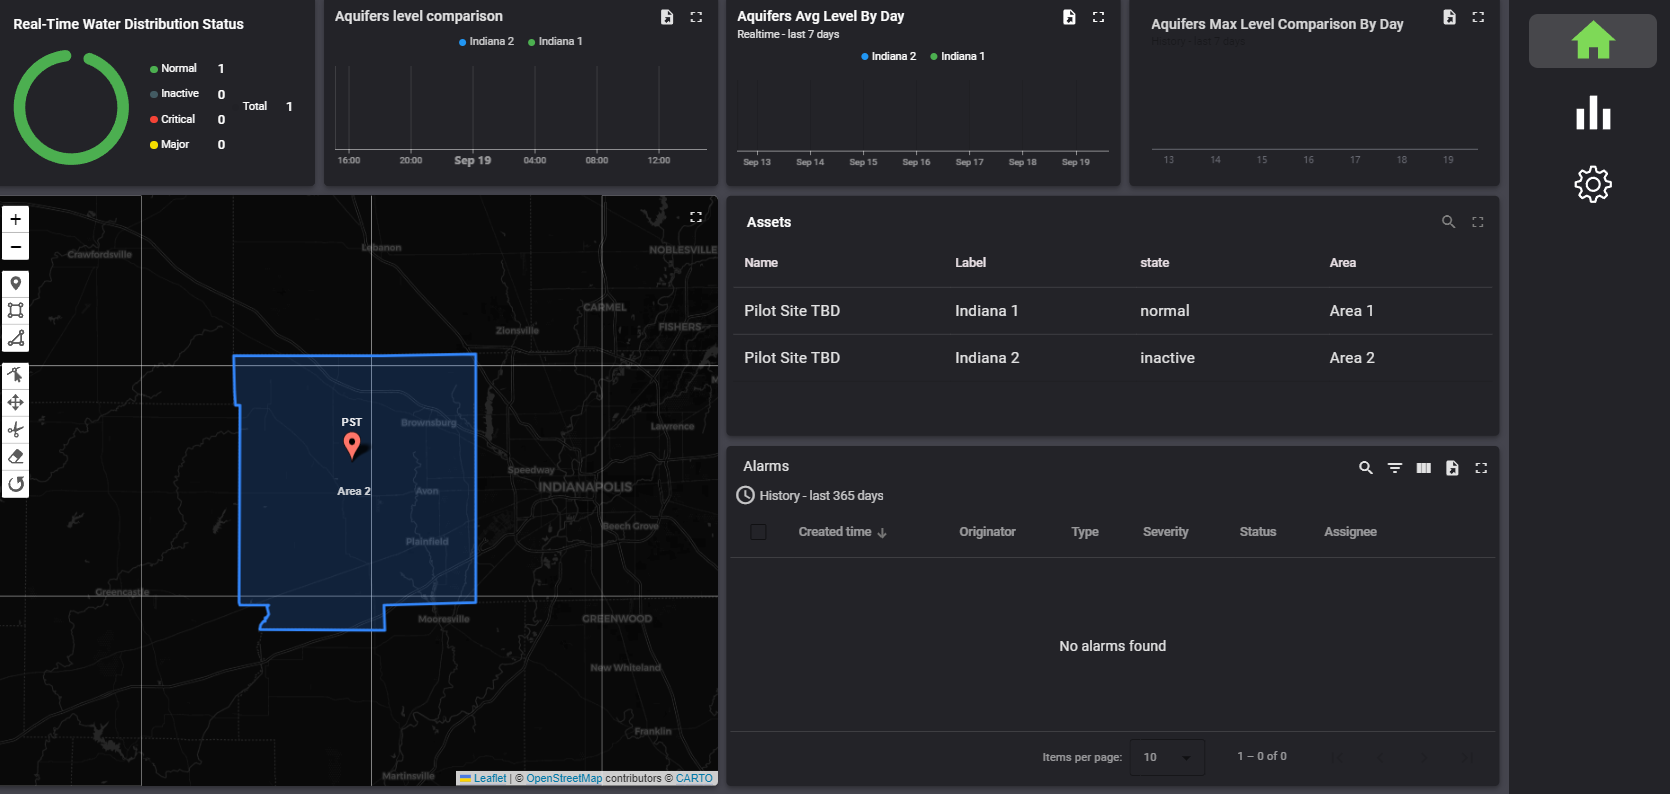 Real-Time Water Distribution Status
Normal 1
Inactive 0
Critical 0
Major 0
Total 1
Aquifers level comparison
Indiana 2 Indiana 1
16:00 20:00 Sep 19 04:00 08:00 12:00
Aquifers Avg Level By Day
Realtime - last 7 days
Indiana 2 Indiana 1
Sep 13 Sep 14 Sep 15 Sep 16 Sep 17 Sep 18 Sep 19
Aquifers Max Level Comparison By Day
History - last 7 days
13 14 15 16 17 18 19
+
−
Crawfordsville
Lebanon
NOBLESVILLE
CARMEL
Zionsville
FISHERS
PST
Brownsburg
Lawrence
Speedway
INDIANAPOLIS
Area 2
Avon
Beech Grove
Plainfield
Greencastle
Mooresville
GREENWOOD
New Whiteland
Franklin
Martinsville
Leaflet | © OpenStreetMap contributors © CARTO
Assets
Name Label state Area
Pilot Site TBD Indiana 1 normal Area 1
Pilot Site TBD Indiana 2 inactive Area 2
Alarms
History - last 365 days
Created time Originator Type Severity Status Assignee
No alarms found
Items per page: 10 1 – 0 of 0